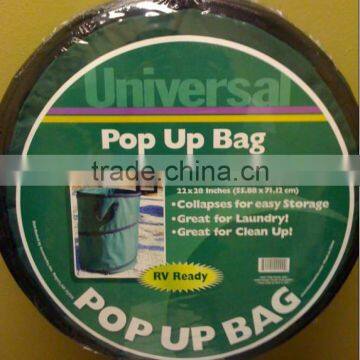 Universal
Pop Up Bag
trade.china.cn
22 x 28 Inches (55.88 x 71.12 cm)
•Collapses for easy Storage
•Great for Laundry!
•Great for Clean Up!
RV Ready
POP UP BAG